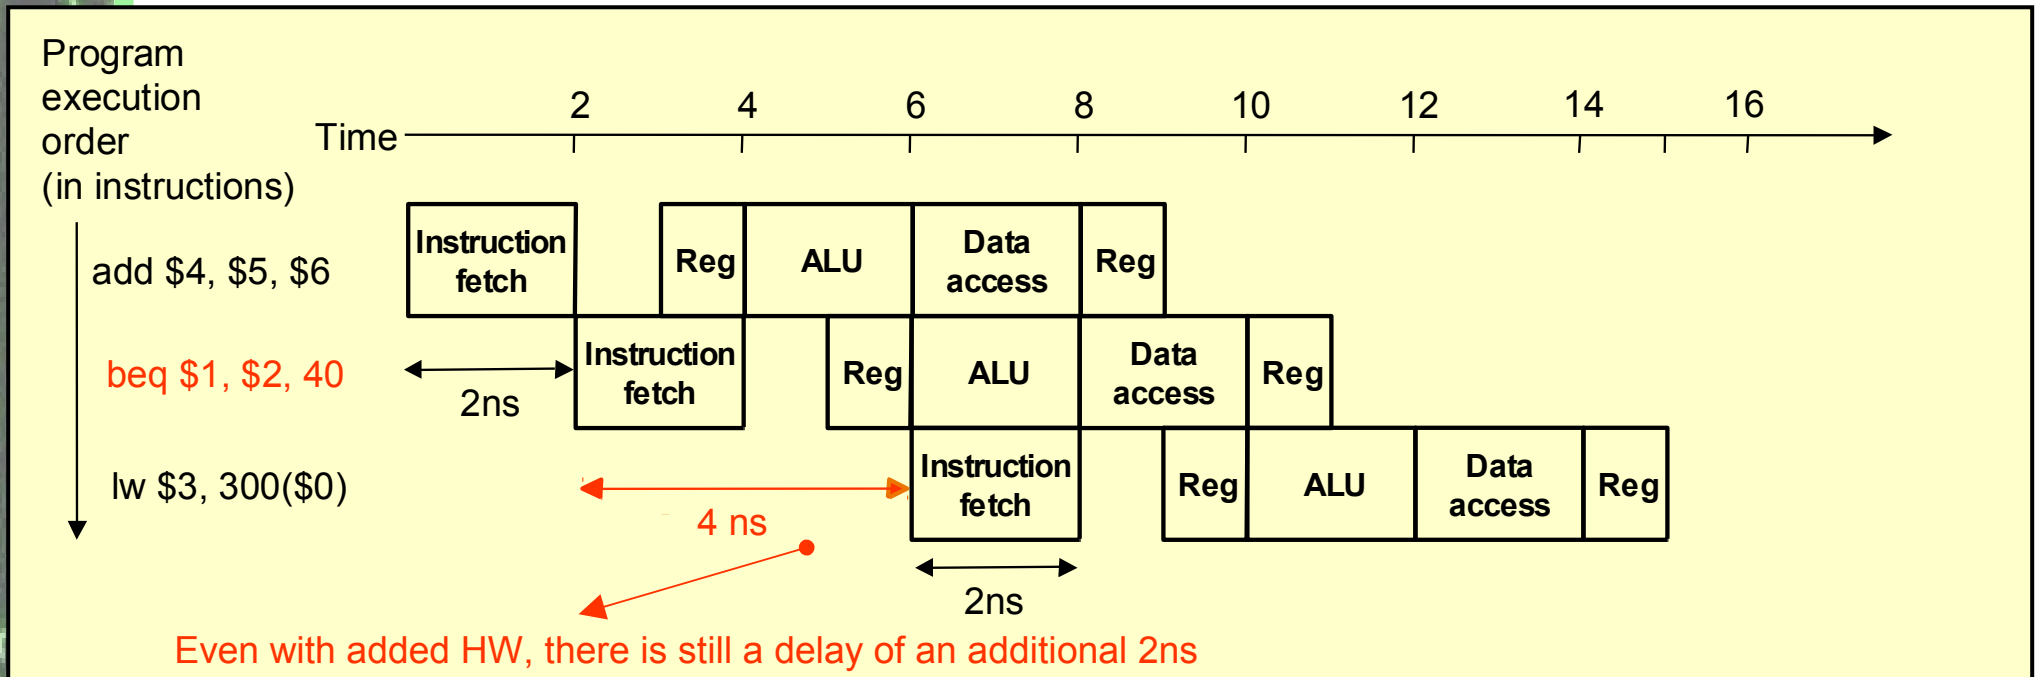 Program
execution
order
(in instructions)
Time
2 4 6 8 10 12 14 16
add $4, $5, $6
Instruction
fetch
Reg
ALU
Data
access
Reg
beq $1, $2, 40
2ns
Instruction
fetch
Reg
ALU
Data
access
Reg
lw $3, 300($0)
4 ns
Instruction
fetch
Reg
ALU
Data
access
Reg
2ns
Even with added HW, there is still a delay of an additional 2ns